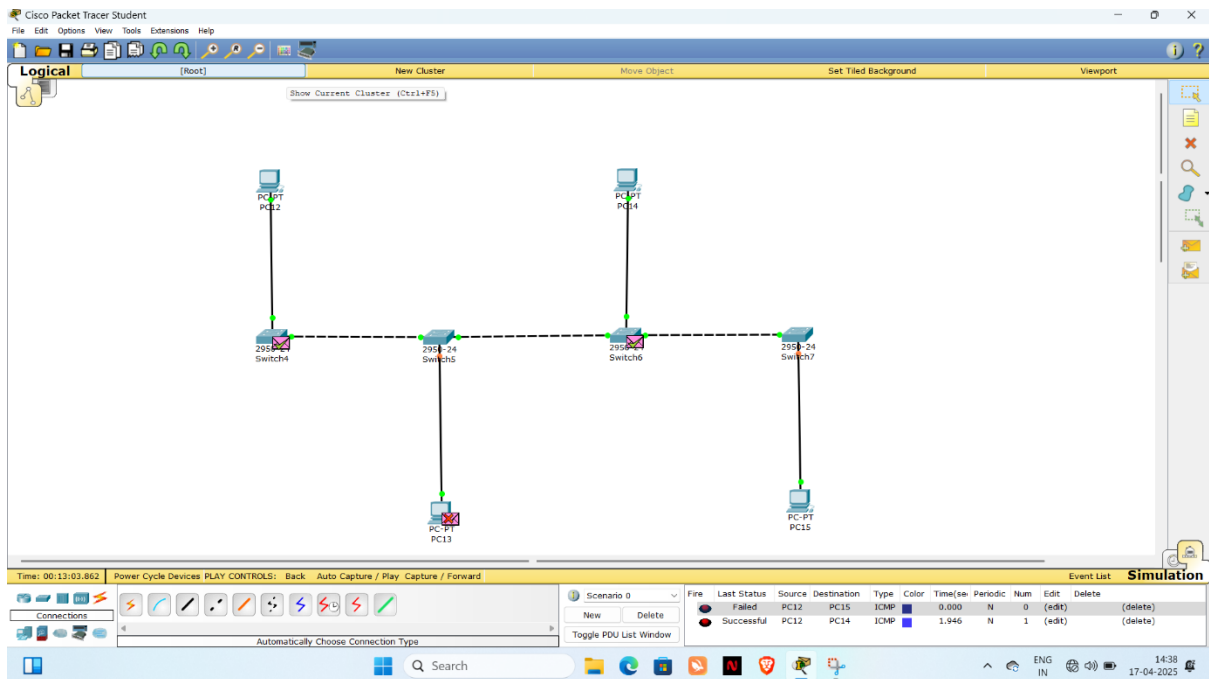 Cisco Packet Tracer Student
File Edit Options View Tools Extensions Help
Logical [Root] New Cluster Move Object Set Tiled Background Viewport
Show Current Cluster (Ctrl+F5)
PC-PT
PC12
PC-PT
PC14
Switch4
2950-24
Switch5
Switch6
2950-24
Switch7
PC-PT
PC13
PC-PT
PC15
Time: 00:13:03.862 Power Cycle Devices PLAY CONTROLS: Back Auto Capture / Play Capture / Forward Event List Simulation
Connections
Automatically Choose Connection Type
Scenario 0
New Delete
Toggle PDU List Window
Fire Last Status Source Destination Type Color Time(sec Periodic Num Edit Delete
Failed PC12 PC15 ICMP 0.000 N 0 (edit) (delete)
Successful PC12 PC14 ICMP 1.946 N 1 (edit) (delete)
Search
ENG
IN
14:38
17-04-2025